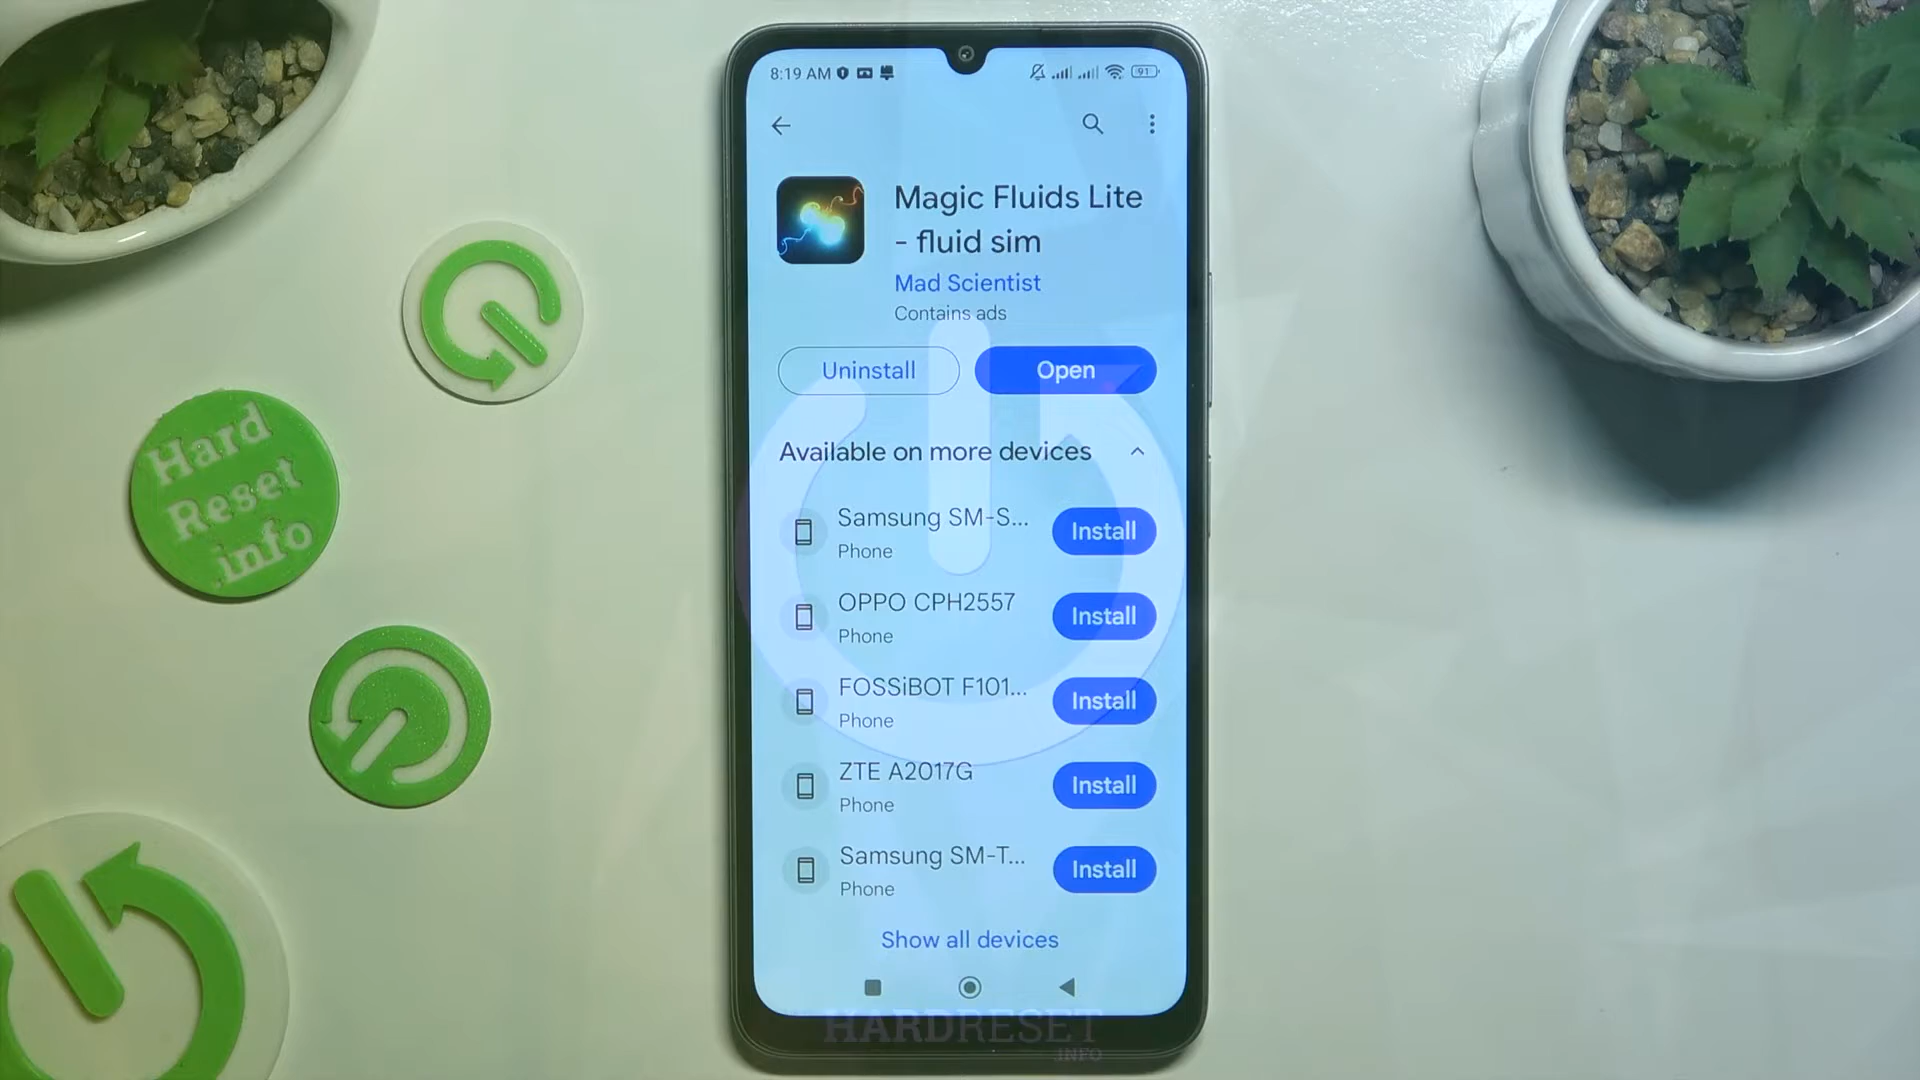 8:19 AM
91
Magic Fluids Lite
- fluid sim
Mad Scientist
Contains ads
Uninstall
Open
Available on more devices
Samsung SM-S...
Phone
Install
OPPO CPH2557
Phone
Install
FOSSiBOT F101...
Phone
Install
ZTE A2017G
Phone
Install
Samsung SM-T...
Phone
Install
Show all devices
Hard
Reset
.info
HARDRESET
.INFO